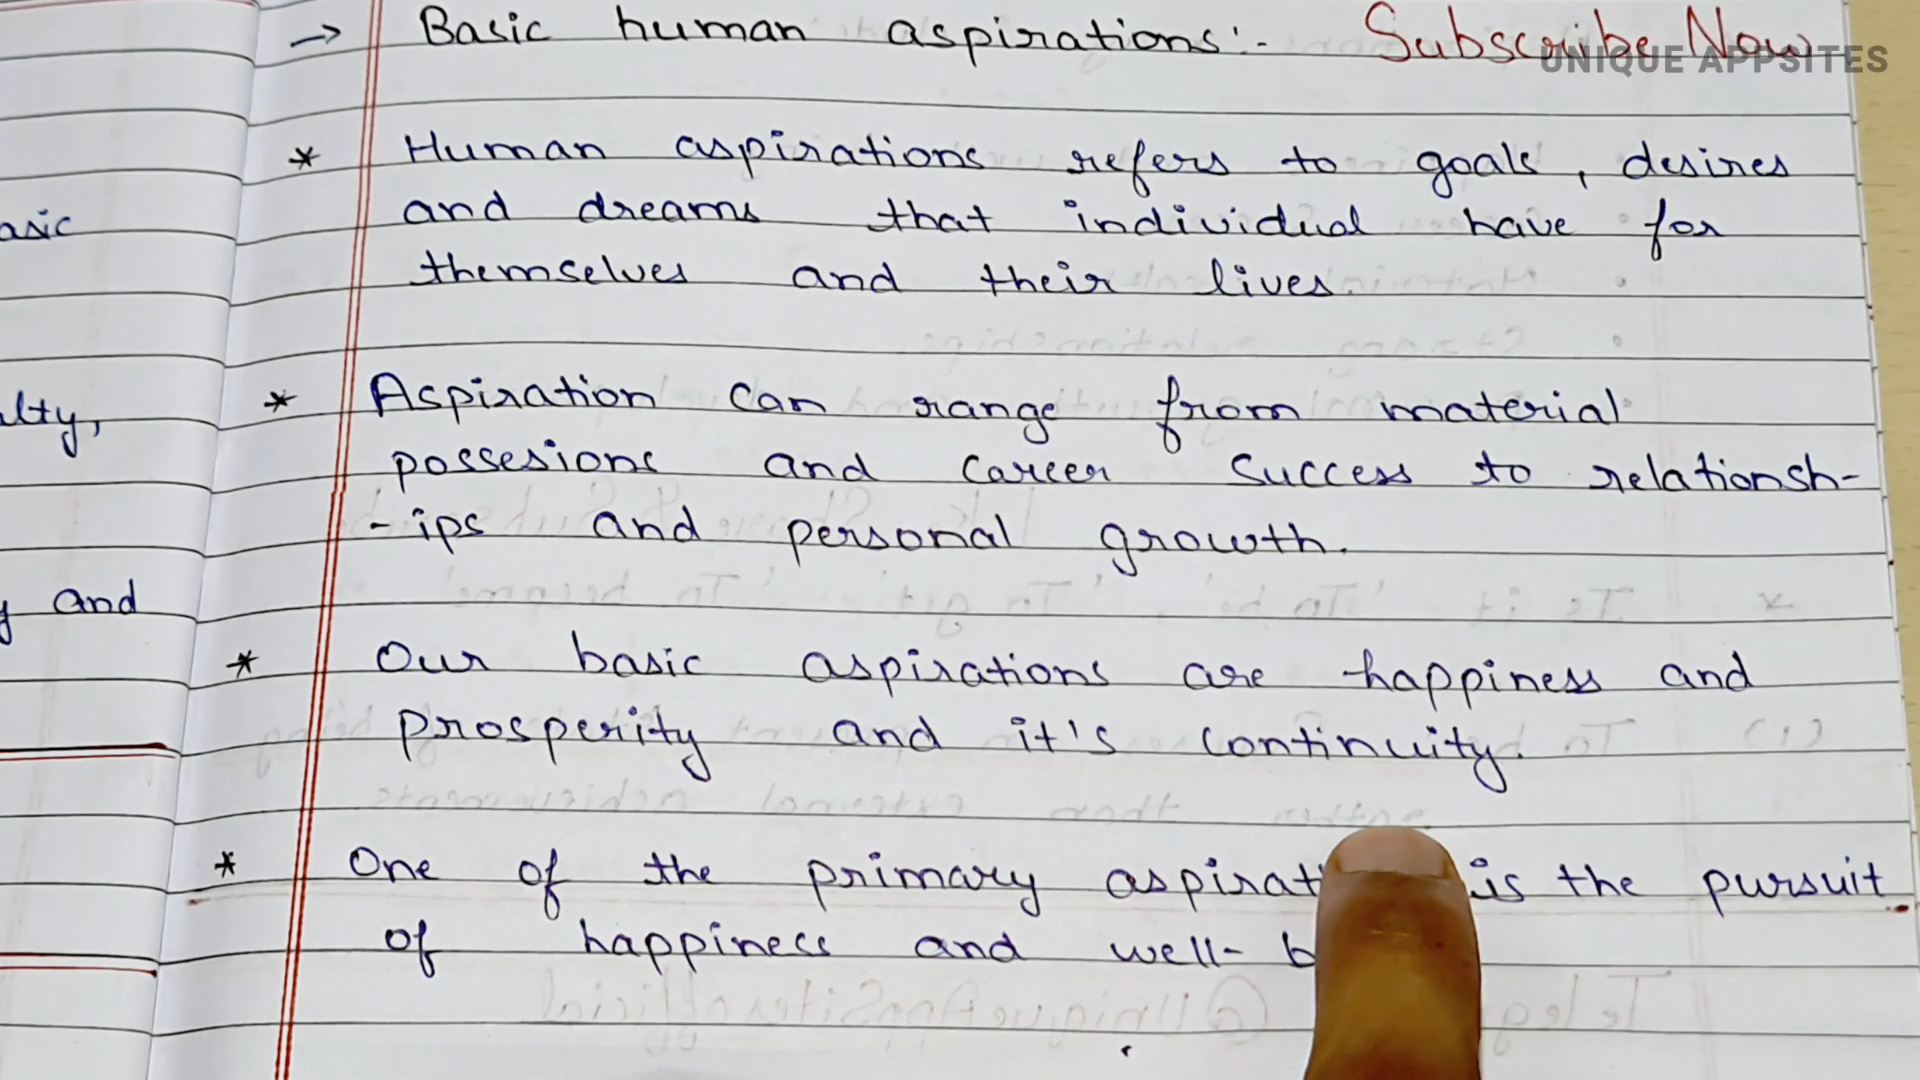 → Basic human aspirations:- Subscribe Now
UNIQUE APPSITES
* Human aspirations refers to goals, desires
and dreams that individual have for
asic
themselves and their lives.
* Aspiration can range from material
ulty,
possesions and career success to relationsh-
-ips and personal growth.
y and
* Our basic aspirations are happiness and
prosperity and it's continuity.
* One of the primary aspirat is the pursuit
of happiness and well- b